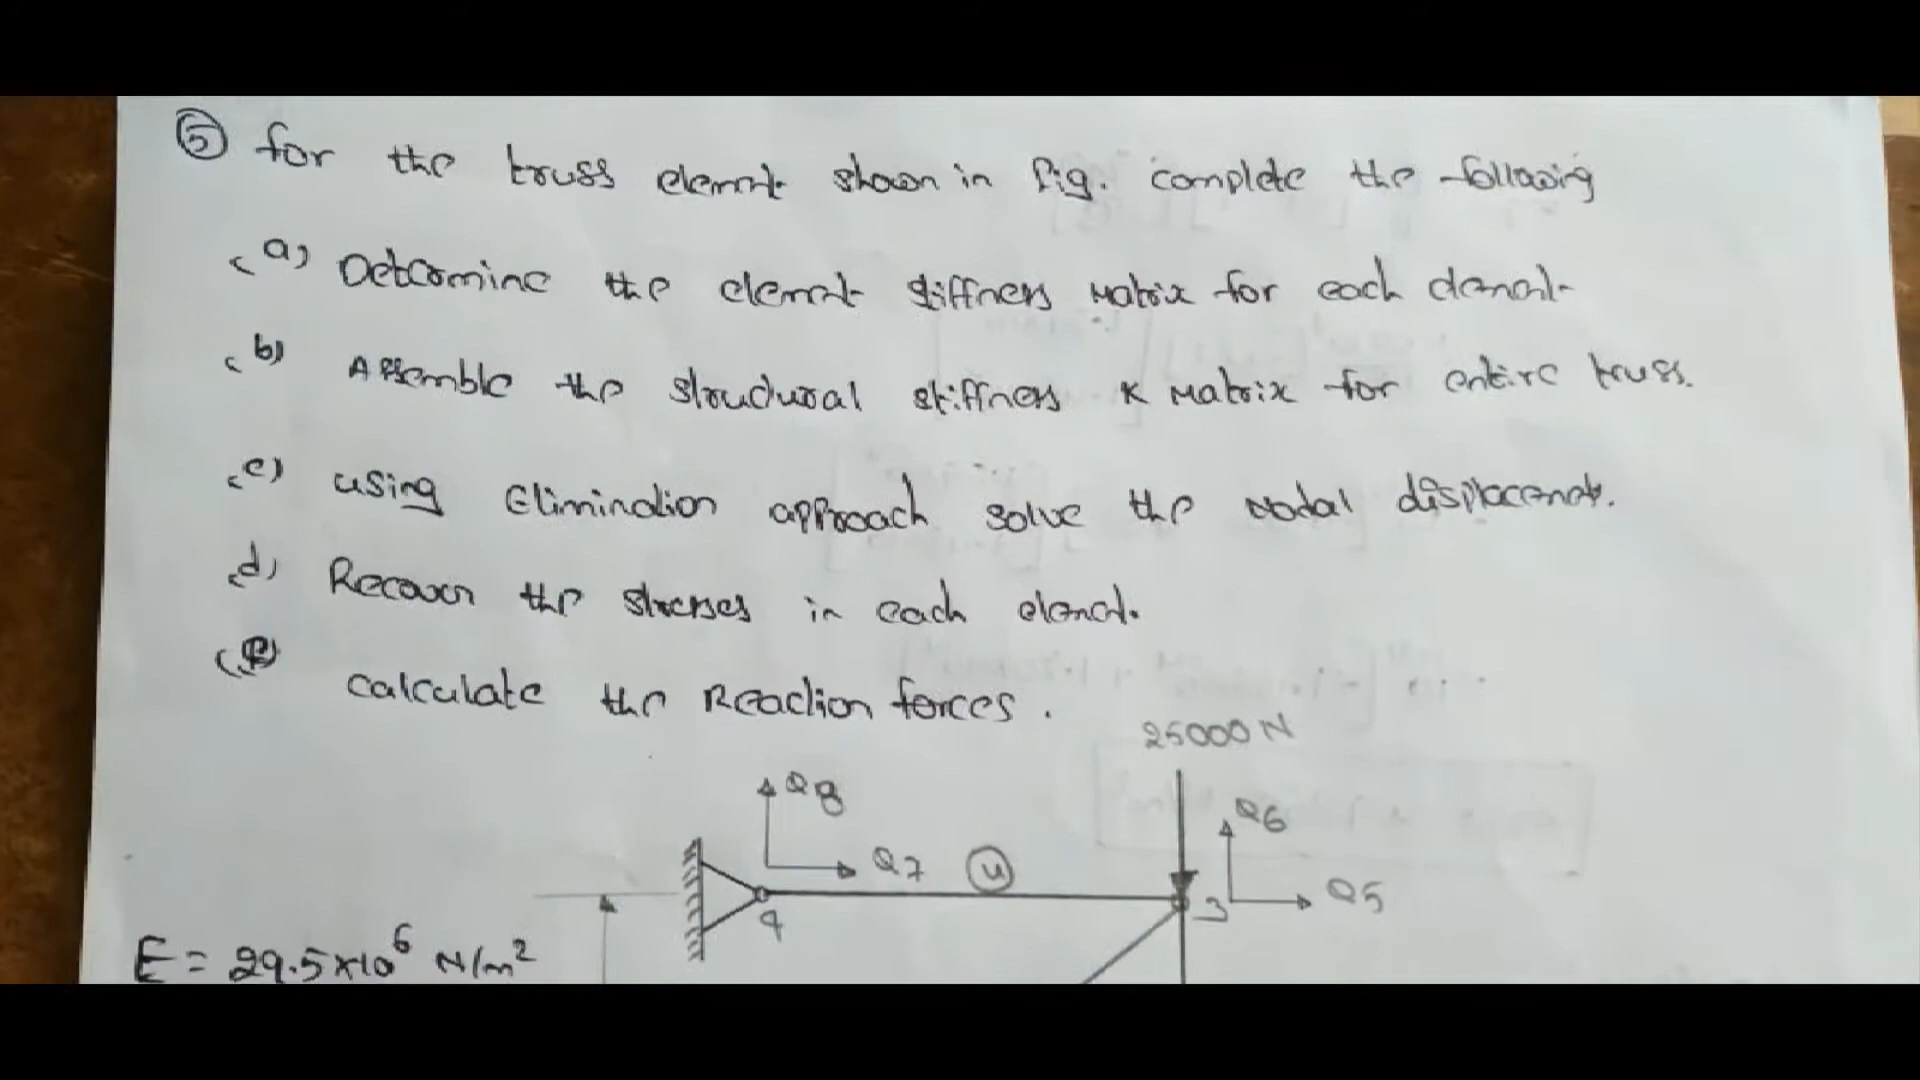 5 for the truss element shown in fig. complete the following
(a) Determine the element stiffness Matrix for each element
(b) Assemble the structural stiffness K Matrix for entire truss.
(c) using Elimination approach solve the nodal displacement.
(d) Recover the stresses in each element.
(e) calculate the Reaction forces.
25000 N
Q8
Q6
Q7
4
Q5
3
4
E = 29.5×10⁶ N/m²